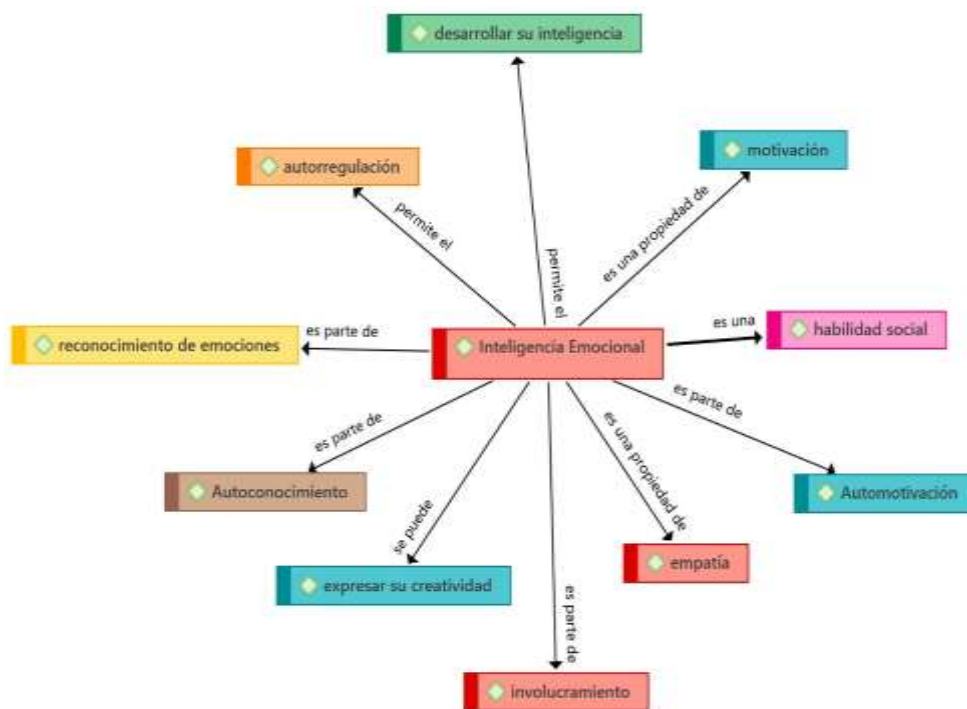 desarrollar su inteligencia
motivación
autorregulación
permite el
es una propiedad de
permite el
es una
habilidad social
es parte de
reconocimiento de emociones
Inteligencia Emocional
es parte de
es parte de
es una propiedad de
Autoconocimiento
Automotivación
se puede
empatía
expresar su creatividad
es parte de
involucramiento